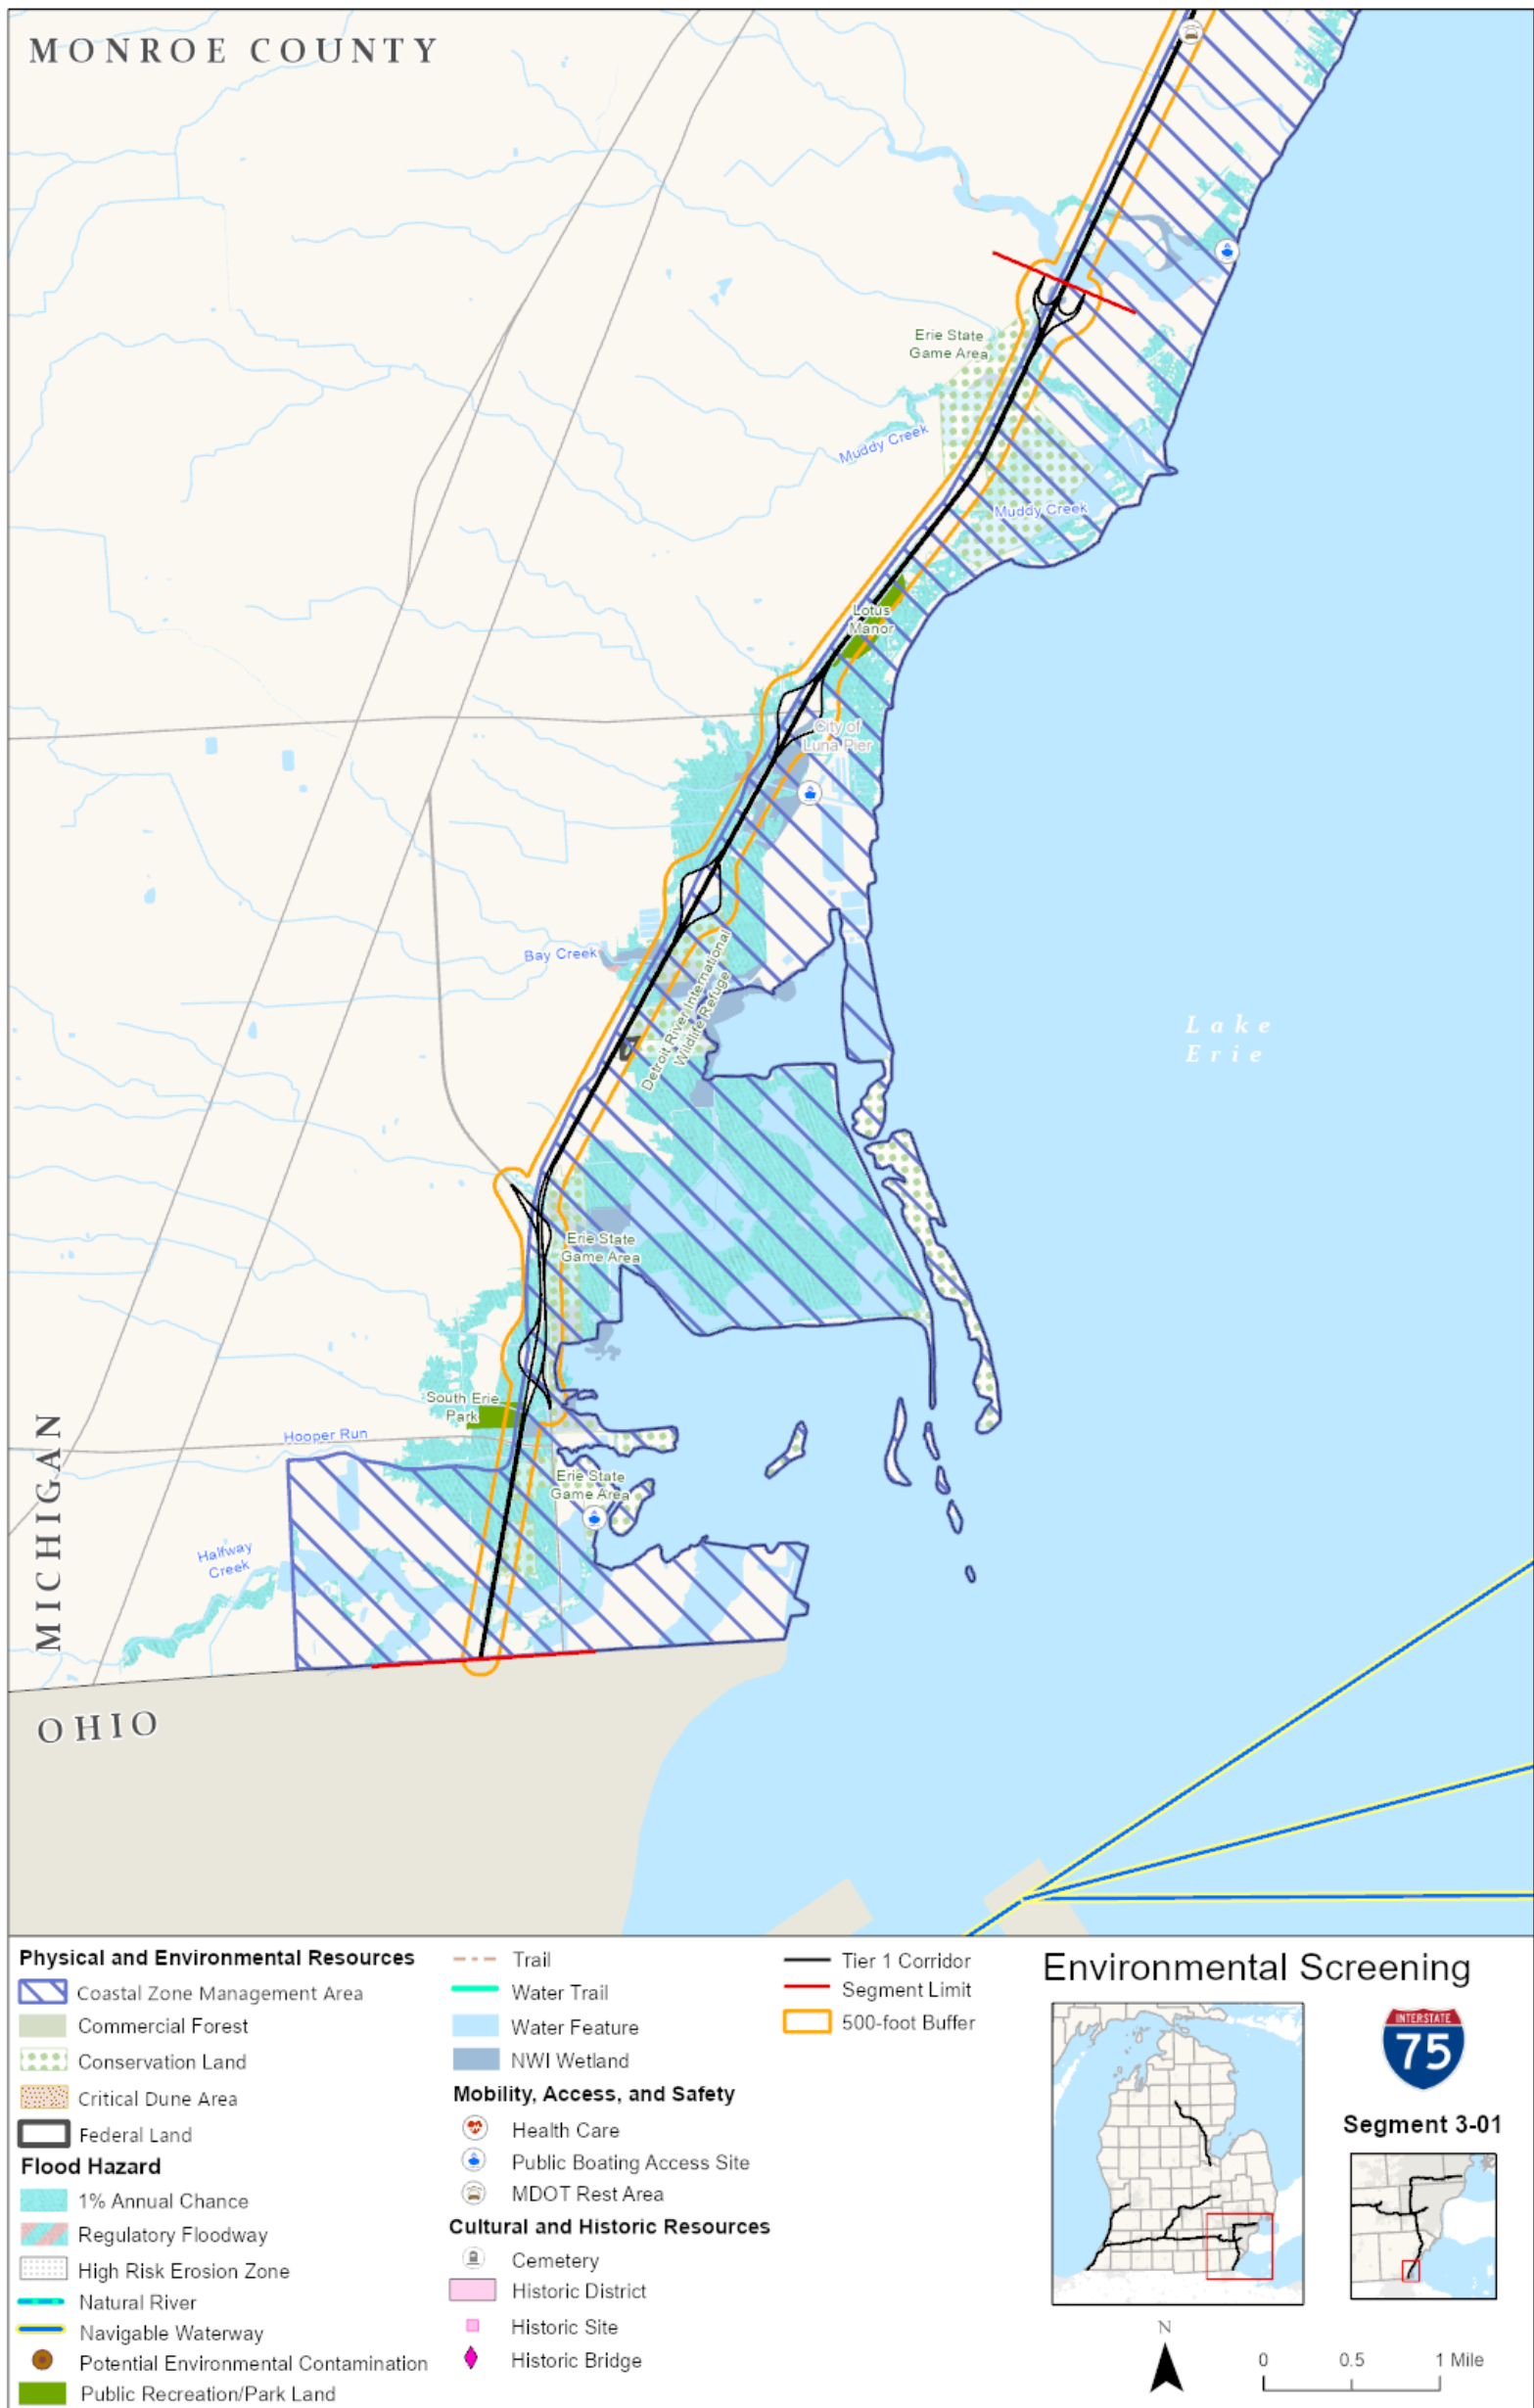 MONROE COUNTY
Erie State
Game Area
Muddy Creek
Muddy Creek
Lotus
Manor
City of
Luna Pier
Bay Creek
Detroit River International
Wildlife Refuge
Lake
Erie
Erie State
Game Area
South Erie
Park
Hooper Run
Erie State
Game Area
Halfway
Creek
MICHIGAN
OHIO
Physical and Environmental Resources
Coastal Zone Management Area
Commercial Forest
Conservation Land
Critical Dune Area
Federal Land
Flood Hazard
1% Annual Chance
Regulatory Floodway
High Risk Erosion Zone
Natural River
Navigable Waterway
Potential Environmental Contamination
Public Recreation/Park Land
Trail
Water Trail
Water Feature
NWI Wetland
Mobility, Access, and Safety
Health Care
Public Boating Access Site
MDOT Rest Area
Cultural and Historic Resources
Cemetery
Historic District
Historic Site
Historic Bridge
Tier 1 Corridor
Segment Limit
500-foot Buffer
Environmental Screening
INTERSTATE
75
Segment 3-01
N
0 0.5 1 Mile